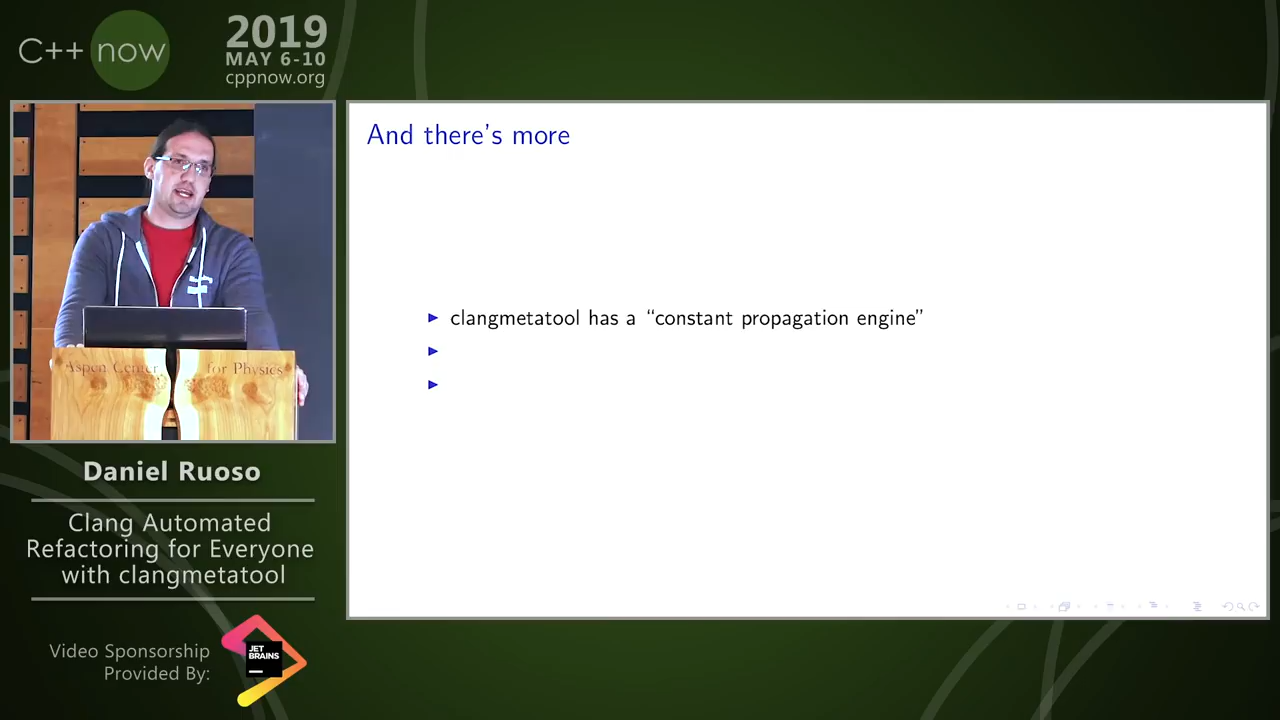 C++ now
2019
MAY 6-10
cppnow.org
And there's more
clangmetatool has a “constant propagation engine”
Aspen Center for Physics
Daniel Ruoso
Clang Automated
Refactoring for Everyone
with clangmetatool
Video Sponsorship
Provided By:
JET
BRAINS